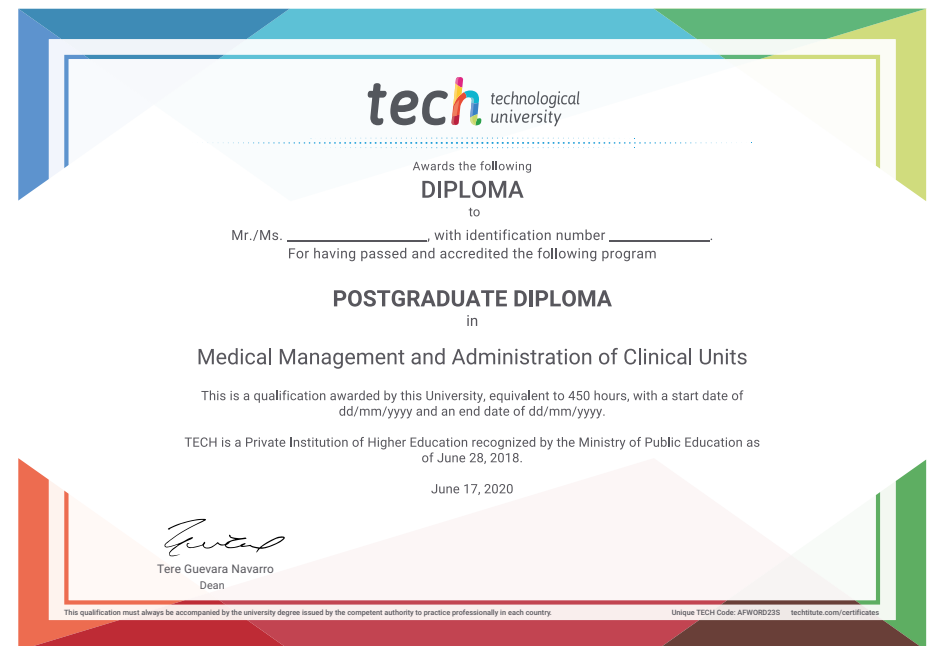 tech technological
university
Awards the following
DIPLOMA
to
Mr./Ms. ____________, with identification number ____________.
For having passed and accredited the following program
POSTGRADUATE DIPLOMA
in
Medical Management and Administration of Clinical Units
This is a qualification awarded by this University, equivalent to 450 hours, with a start date of
dd/mm/yyyy and an end date of dd/mm/yyyy.
TECH is a Private Institution of Higher Education recognized by the Ministry of Public Education as
of June 28, 2018.
June 17, 2020
Tere Guevara Navarro
Dean
This qualification must always be accompanied by the university degree issued by the competent authority to practice professionally in each country. Unique TECH Code: AFWORD23S techtitute.com/certificates